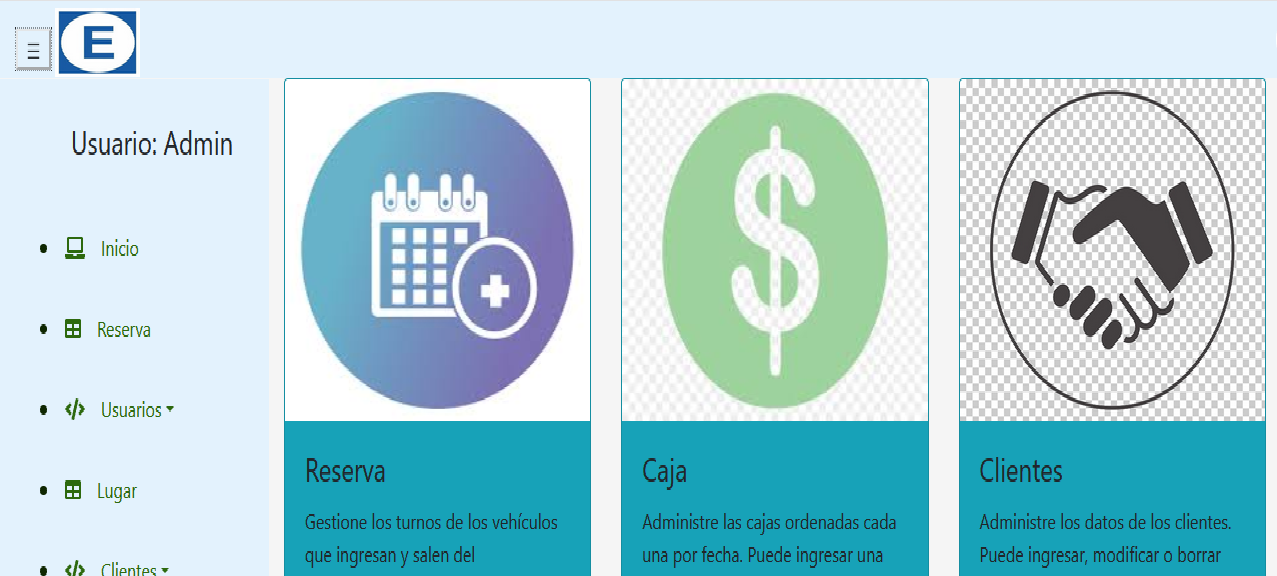 E
Usuario: Admin
Inicio
Reserva
Usuarios
Lugar
Clientes
Reserva
Gestione los turnos de los vehículos
que ingresan y salen del
Caja
Administre las cajas ordenadas cada
una por fecha. Puede ingresar una
Clientes
Administre los datos de los clientes.
Puede ingresar, modificar o borrar